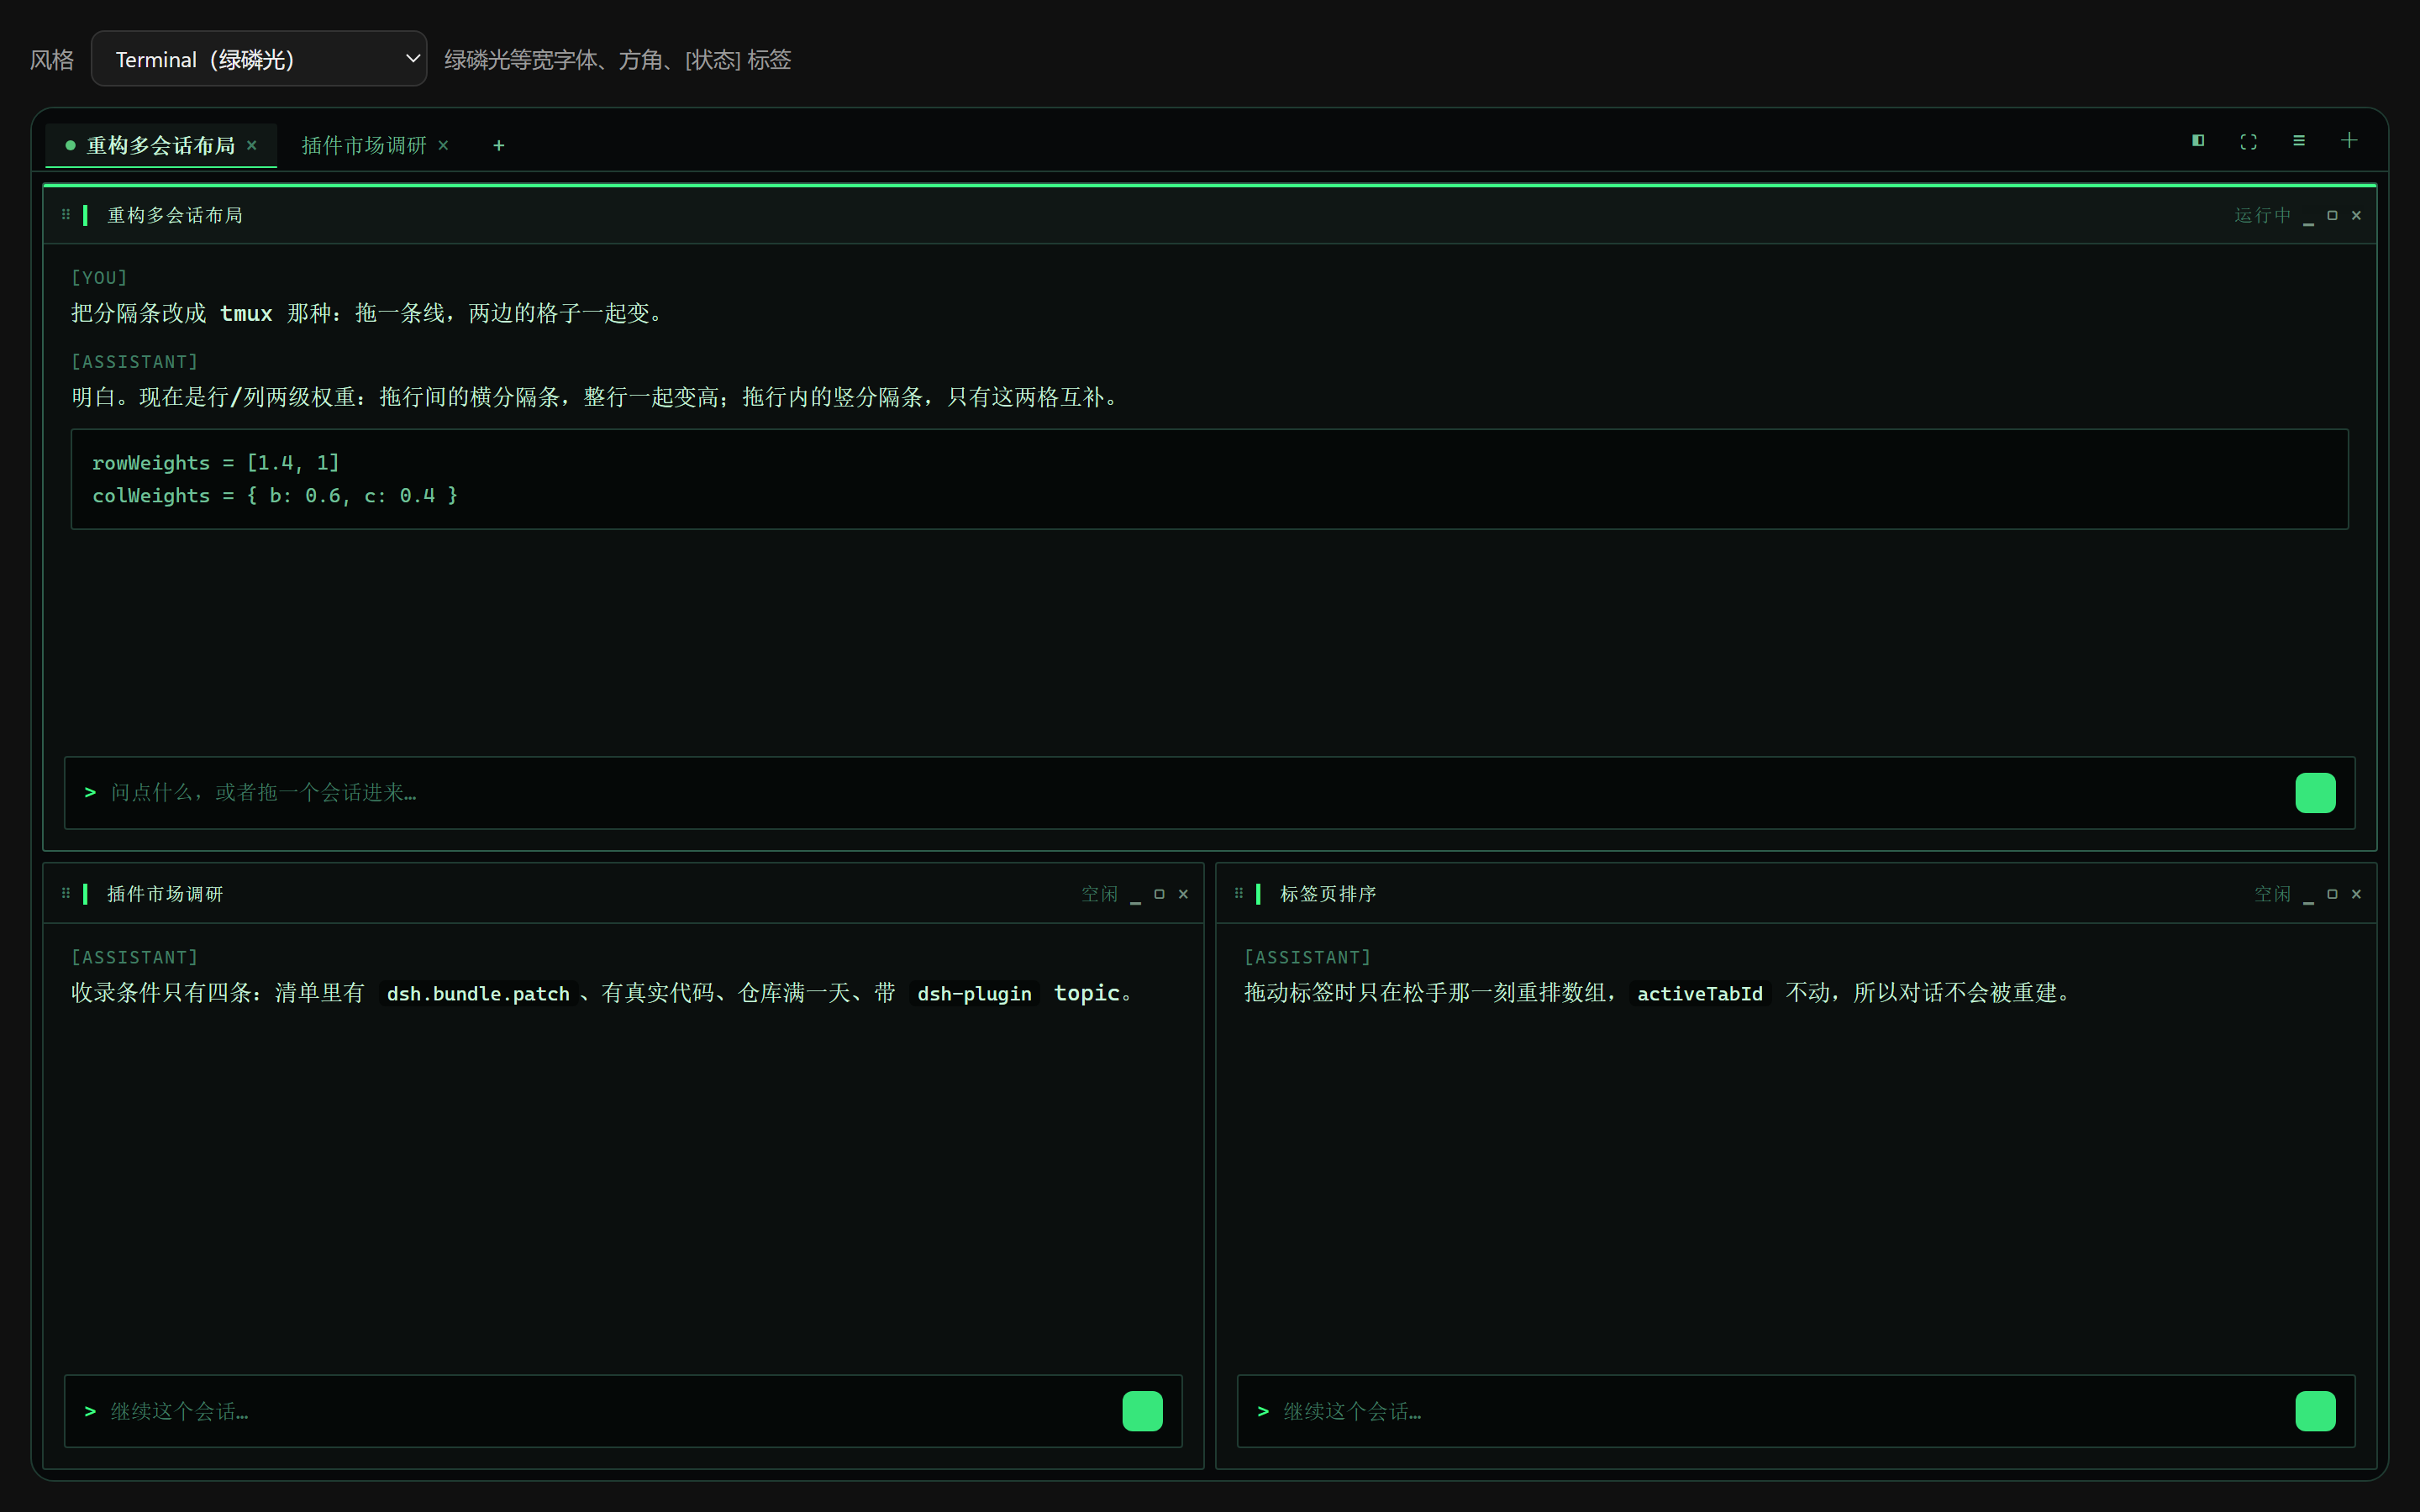 风格 Terminal（绿磷光） 绿磷光等宽字体、方角、[状态] 标签
重构多会话布局 × 插件市场调研 × +
重构多会话布局 运行中
[YOU]
把分隔条改成 tmux 那种：拖一条线，两边的格子一起变。
[ASSISTANT]
明白。现在是行/列两级权重：拖行间的横分隔条，整行一起变高；拖行内的竖分隔条，只有这两格互补。
rowWeights = [1.4, 1]
colWeights = { b: 0.6, c: 0.4 }
> 问点什么，或者拖一个会话进来…
插件市场调研 空闲
[ASSISTANT]
收录条件只有四条：清单里有 dsh.bundle.patch、有真实代码、仓库满一天、带 dsh-plugin topic。
> 继续这个会话…
标签页排序 空闲
[ASSISTANT]
拖动标签时只在松手那一刻重排数组，activeTabId 不动，所以对话不会被重建。
> 继续这个会话…